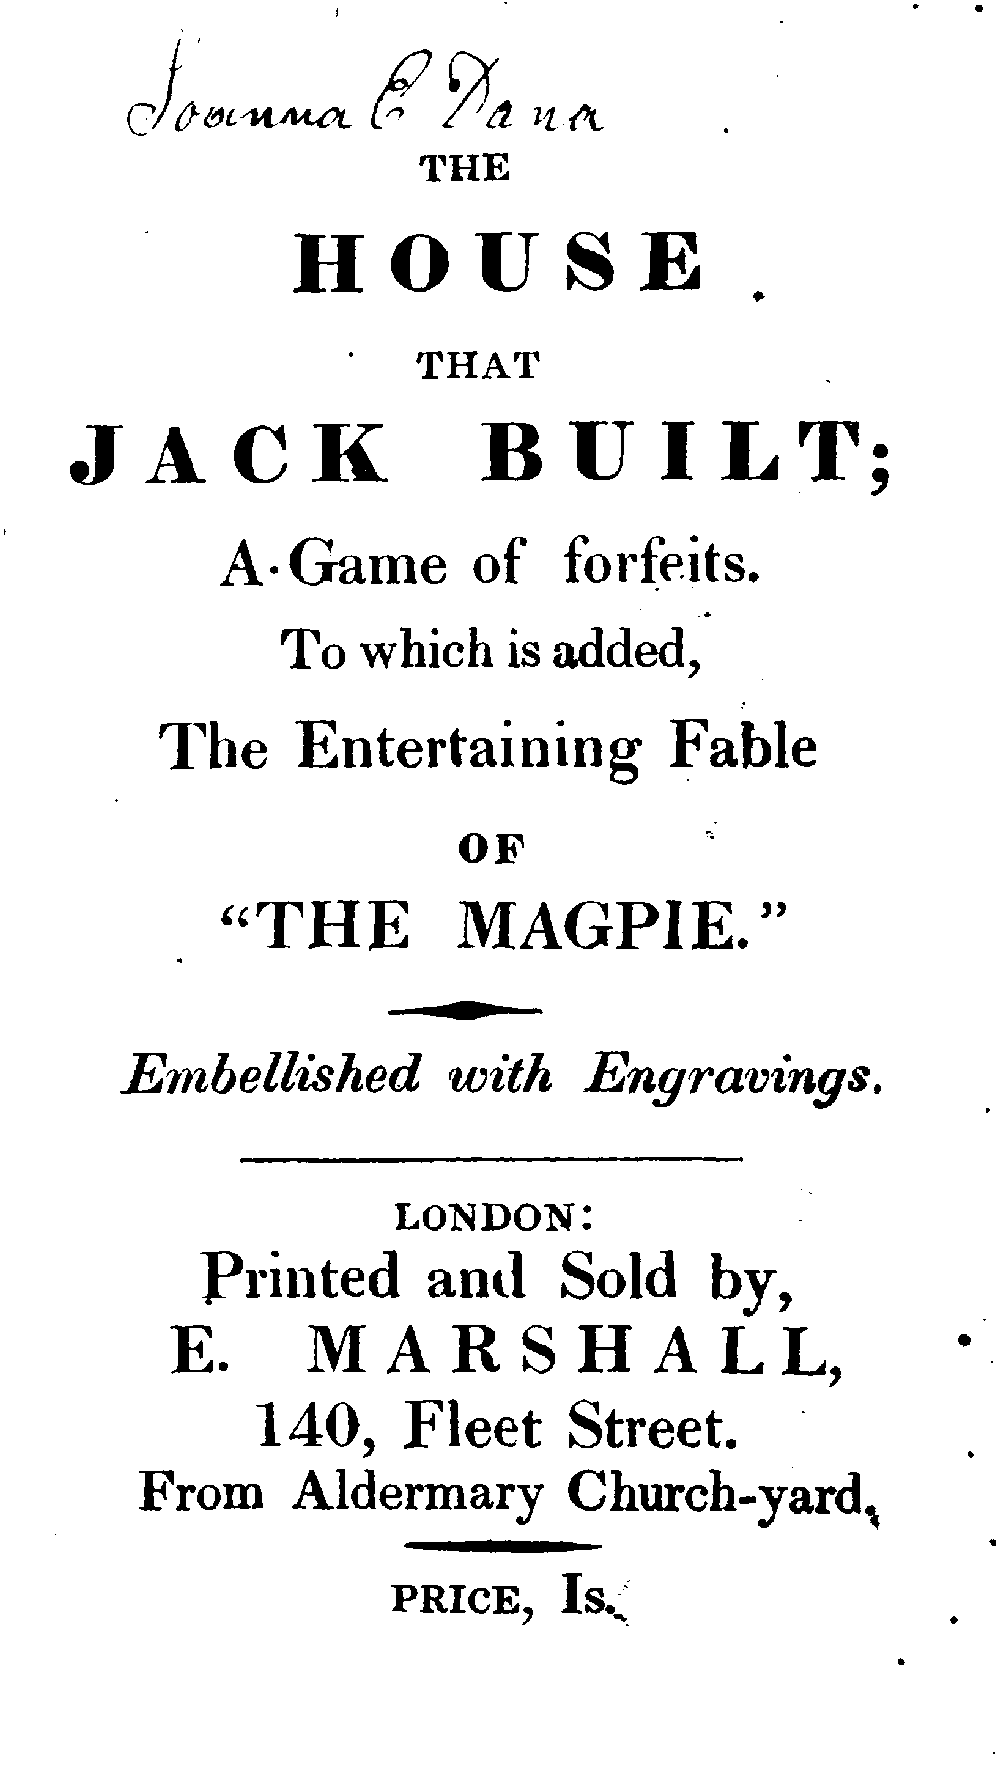 Joanna C Dana
THE
HOUSE
THAT
JACK BUILT;
A Game of forfeits.
To which is added,
The Entertaining Fable
OF
“THE MAGPIE.”
Embellished with Engravings.
LONDON:
Printed and Sold by,
E. MARSHALL,
140, Fleet Street.
From Aldermary Church-yard,
PRICE, Is.